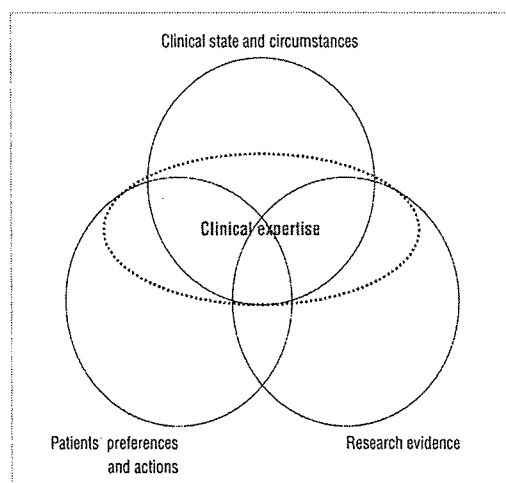 Clinical state and circumstances
Clinical expertise
Patients' preferences
and actions
Research evidence